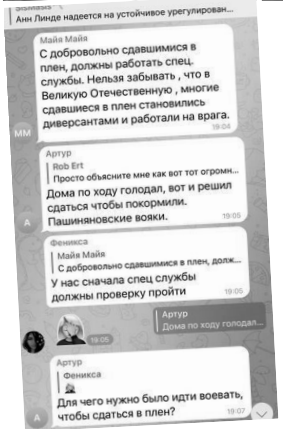 Анн Линде надеется на устойчивое урегулирован...
Майя Майя
С добровольно сдавшимися в
плен, должны работать спец.
службы. Нельзя забывать , что в
Великую Отечественную , многие
сдавшиеся в плен становились
диверсантами и работали на врага.
19:04
ММ
Артур
Rob Ert
Просто объясните мне как вот тот огромн...
Дома по ходу голодал, вот и решил
сдаться чтобы покормили.
Пашиняновские вояки.
19:05
А
Феникса
Майя Майя
С добровольно сдавшимися в плен, долж...
У нас сначала спец службы
должны проверку пройти
19:05
Артур
Дома по ходу голодал...
19:05
Артур
Феникса
Для чего нужно было идти воевать,
чтобы сдаться в плен?
19:07
А